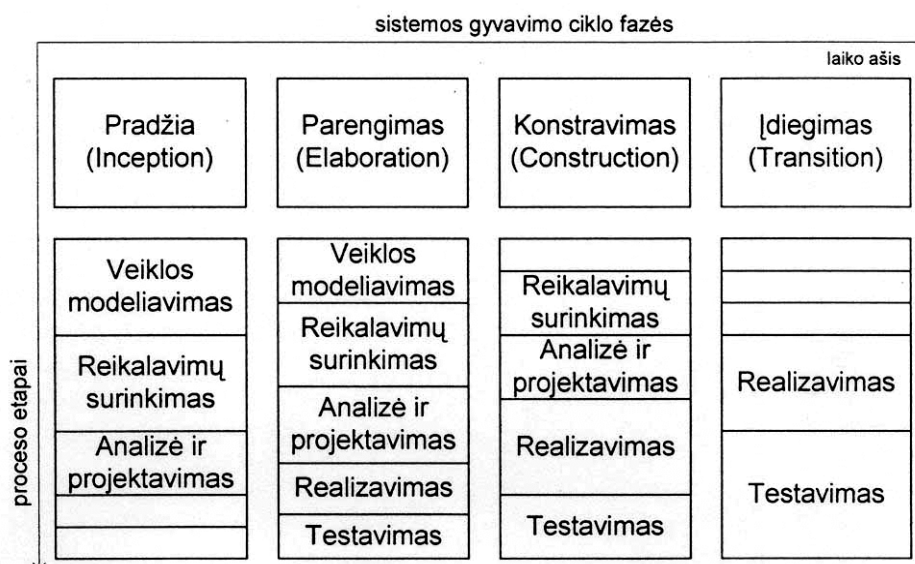 sistemos gyvavimo ciklo fazės
laiko ašis
Pradžia
(Inception)
Parengimas
(Elaboration)
Konstravimas
(Construction)
Įdiegimas
(Transition)
proceso etapai
Veiklos
modeliavimas
Reikalavimų
surinkimas
Analizė ir
projektavimas
Veiklos
modeliavimas
Reikalavimų
surinkimas
Analizė ir
projektavimas
Realizavimas
Testavimas
Reikalavimų
surinkimas
Analizė ir
projektavimas
Realizavimas
Testavimas
Realizavimas
Testavimas